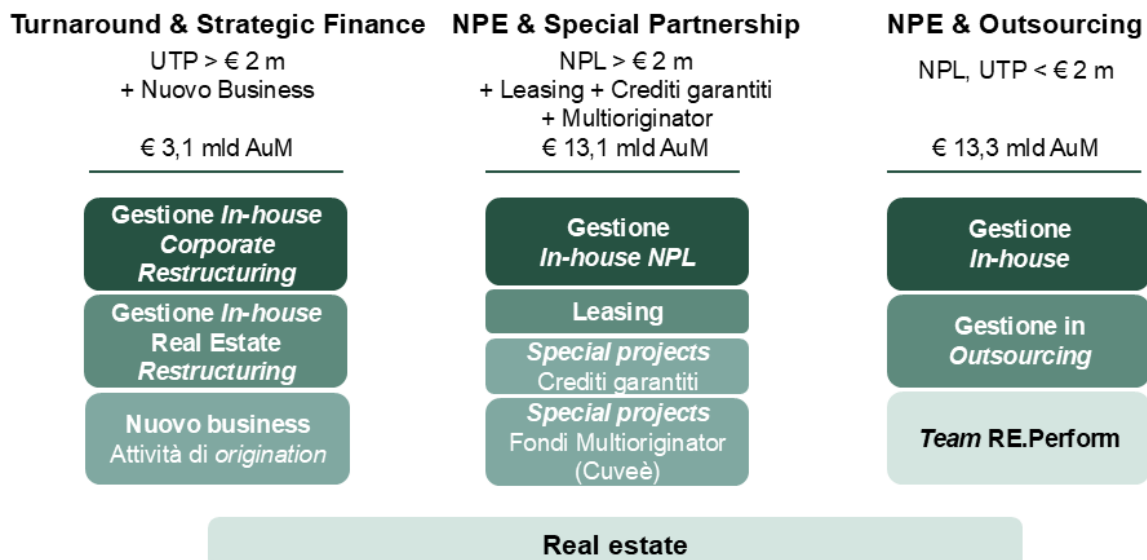 Turnaround & Strategic Finance
UTP > € 2 m
+ Nuovo Business
€ 3,1 mld AuM
Gestione In-house
Corporate
Restructuring
Gestione In-house
Real Estate
Restructuring
Nuovo business
Attività di origination
NPE & Special Partnership
NPL > € 2 m
+ Leasing + Crediti garantiti
+ Multioriginator
€ 13,1 mld AuM
Gestione
In-house NPL
Leasing
Special projects
Crediti garantiti
Special projects
Fondi Multioriginator
(Cuveè)
NPE & Outsourcing
NPL, UTP < € 2 m
€ 13,3 mld AuM
Gestione
In-house
Gestione in
Outsourcing
Team RE.Perform
Real estate